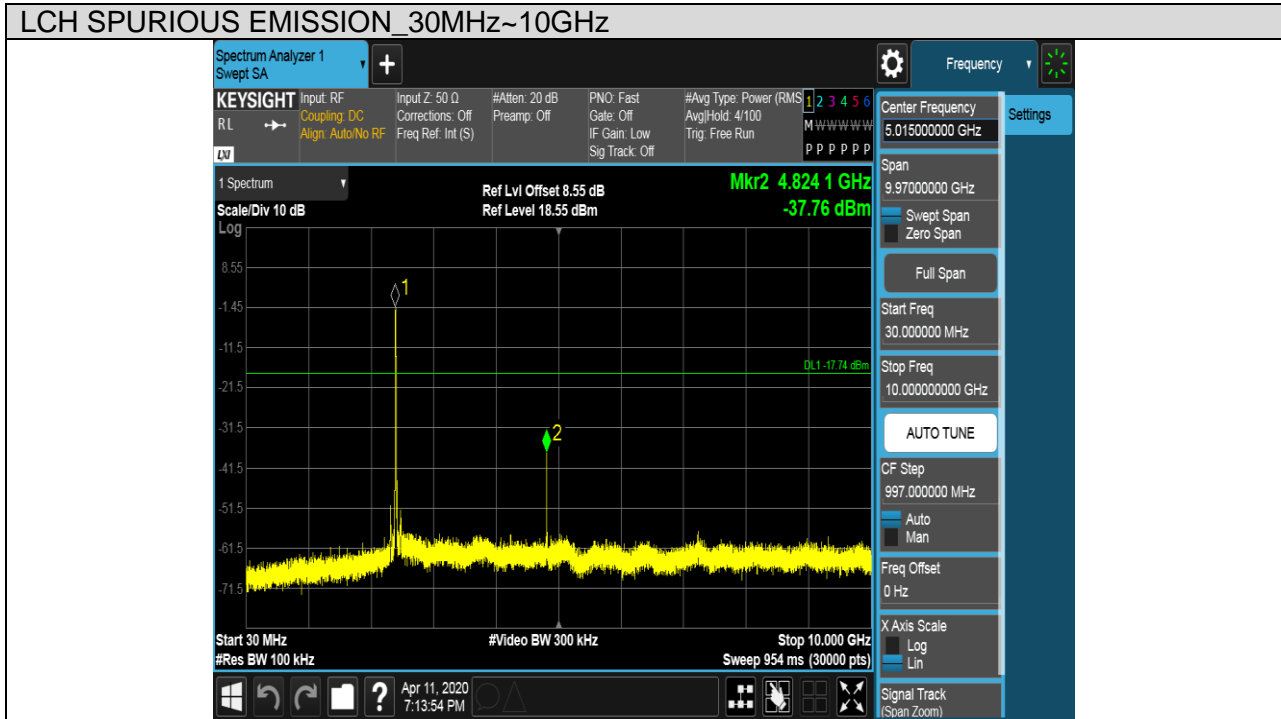 LCH SPURIOUS EMISSION_30MHz~10GHz
Spectrum Analyzer 1
Swept SA
+
Frequency
KEYSIGHT
RL
LXI
Input: RF
Coupling: DC
Align: Auto/No RF
Input Z: 50 Ω
Corrections: Off
Freq Ref: Int (S)
#Atten: 20 dB
Preamp: Off
PNO: Fast
Gate: Off
IF Gain: Low
Sig Track: Off
#Avg Type: Power (RMS
Avg|Hold: 4/100
Trig: Free Run
1 2 3 4 5 6
M W W W W W
P P P P P P
1 Spectrum
Scale/Div 10 dB
Ref Lvl Offset 8.55 dB
Ref Level 18.55 dBm
Mkr2 4.824 1 GHz
-37.76 dBm
Log
8.55
-1.45
-11.5
-21.5
-31.5
-41.5
-51.5
-61.5
-71.5
1
2
DL1 -17.74 dBm
Start 30 MHz
#Res BW 100 kHz
#Video BW 300 kHz
Stop 10.000 GHz
Sweep 954 ms (30000 pts)
Center Frequency
5.015000000 GHz
Settings
Span
9.97000000 GHz
Swept Span
Zero Span
Full Span
Start Freq
30.000000 MHz
Stop Freq
10.000000000 GHz
AUTO TUNE
CF Step
997.000000 MHz
Auto
Man
Freq Offset
0 Hz
X Axis Scale
Log
Lin
Signal Track
(Span Zoom)
?
Apr 11, 2020
7:13:54 PM